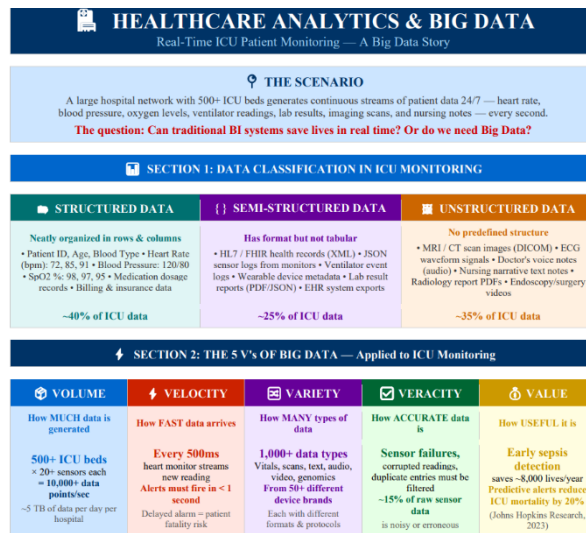 HEALTHCARE ANALYTICS & BIG DATA
Real-Time ICU Patient Monitoring — A Big Data Story
THE SCENARIO
A large hospital network with 500+ ICU beds generates continuous streams of patient data 24/7 — heart rate,
blood pressure, oxygen levels, ventilator readings, lab results, imaging scans, and nursing notes — every second.
The question: Can traditional BI systems save lives in real time? Or do we need Big Data?
SECTION 1: DATA CLASSIFICATION IN ICU MONITORING
STRUCTURED DATA
Neatly organized in rows & columns
• Patient ID, Age, Blood Type • Heart Rate
(bpm): 72, 85, 91 • Blood Pressure: 120/80
• SpO2 %: 98, 97, 95 • Medication dosage
records • Billing & insurance data
~40% of ICU data
{ } SEMI-STRUCTURED DATA
Has format but not tabular
• HL7 / FHIR health records (XML) • JSON
sensor logs from monitors • Ventilator event
logs • Wearable device metadata • Lab result
reports (PDF/JSON) • EHR system exports
~25% of ICU data
UNSTRUCTURED DATA
No predefined structure
• MRI / CT scan images (DICOM) • ECG
waveform signals • Doctor's voice notes
(audio) • Nursing narrative text notes •
Radiology report PDFs • Endoscopy/surgery
videos
~35% of ICU data
SECTION 2: THE 5 V's OF BIG DATA — Applied to ICU Monitoring
VOLUME
How MUCH data is
generated
500+ ICU beds
× 20+ sensors each
= 10,000+ data
points/sec
~5 TB of data per day per
hospital
VELOCITY
How FAST data arrives
Every 500ms
heart monitor streams
new reading
Alerts must fire in < 1
second
Delayed alarm = patient
fatality risk
VARIETY
How MANY types of
data
1,000+ data types
Vitals, scans, text, audio,
video, genomics
From 50+ different
device brands
Each with different
formats & protocols
VERACITY
How ACCURATE data
is
Sensor failures,
corrupted readings,
duplicate entries must be
filtered
~15% of raw sensor
data
is noisy or erroneous
VALUE
How USEFUL it is
Early sepsis
detection
saves ~8,000 lives/year
Predictive alerts reduce
ICU mortality by 20%
(Johns Hopkins Research,
2023)